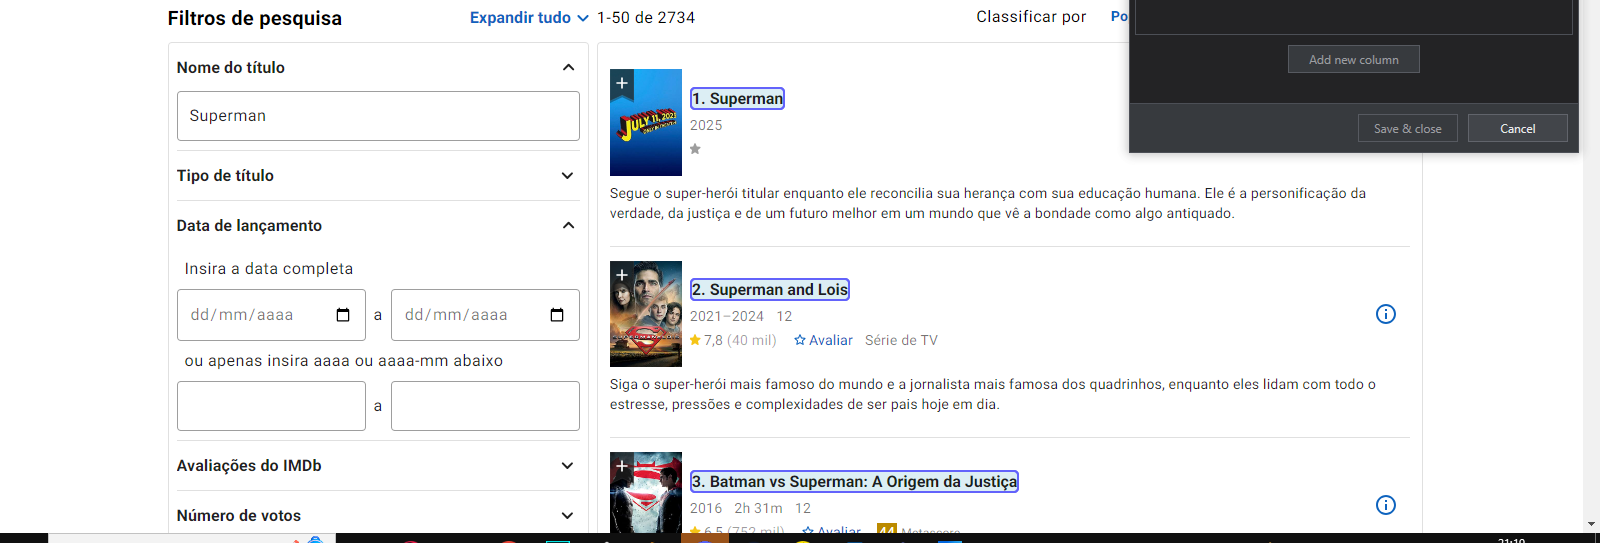 Filtros de pesquisa
Expandir tudo
1-50 de 2734
Classificar por
Po
Add new column
Save & close
Cancel
Nome do título
Superman
Tipo de título
Data de lançamento
Insira a data completa
dd/mm/aaaa a dd/mm/aaaa
ou apenas insira aaaa ou aaaa-mm abaixo
a
Avaliações do IMDb
Número de votos
JULY 11, 2025
ONLY IN THEATERS
1. Superman
2025
Segue o super-herói titular enquanto ele reconcilia sua herança com sua educação humana. Ele é a personificação da
verdade, da justiça e de um futuro melhor em um mundo que vê a bondade como algo antiquado.
2. Superman and Lois
2021–2024 12
7,8 (40 mil) Avaliar Série de TV
Siga o super-herói mais famoso do mundo e a jornalista mais famosa dos quadrinhos, enquanto eles lidam com todo o
estresse, pressões e complexidades de ser pais hoje em dia.
3. Batman vs Superman: A Origem da Justiça
2016 2h 31m 12
6,5 (752 mil) Avaliar 44 Metascore